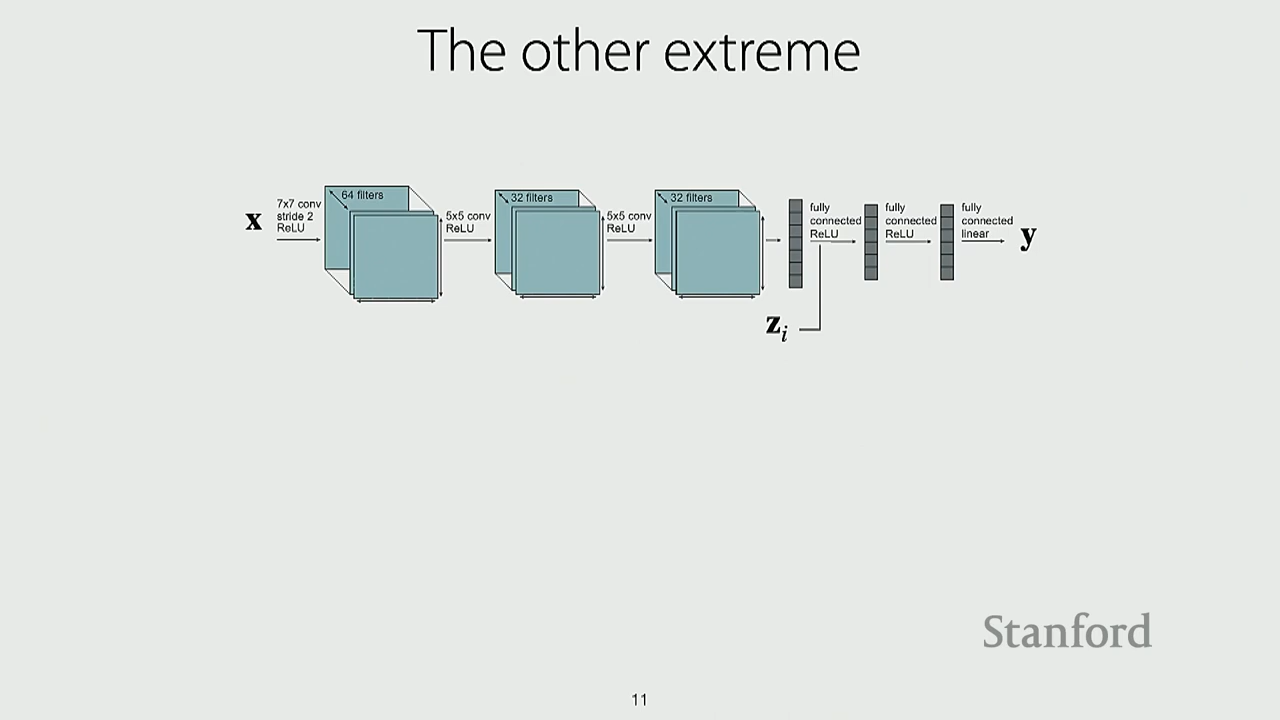 The other extreme
x
7x7 conv
stride 2
ReLU
64 filters
5x5 conv
ReLU
32 filters
5x5 conv
ReLU
32 filters
fully
connected
ReLU
fully
connected
ReLU
fully
connected
linear
y
zi
Stanford
11